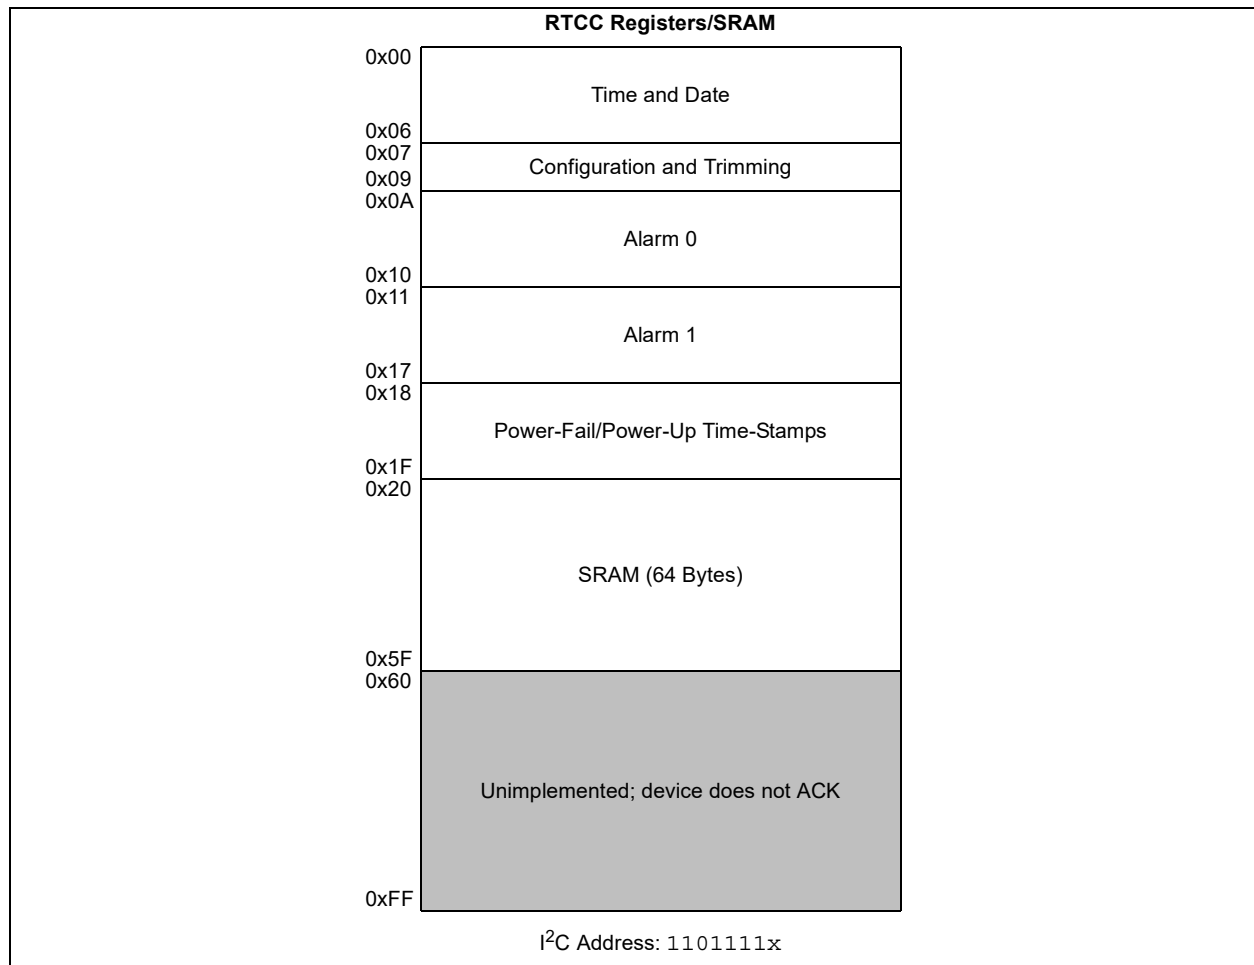 RTCC Registers/SRAM
0x00
Time and Date
0x06
0x07
Configuration and Trimming
0x09
0x0A
Alarm 0
0x10
0x11
Alarm 1
0x17
0x18
Power-Fail/Power-Up Time-Stamps
0x1F
0x20
SRAM (64 Bytes)
0x5F
0x60
Unimplemented; device does not ACK
0xFF
I²C Address: 1101111x